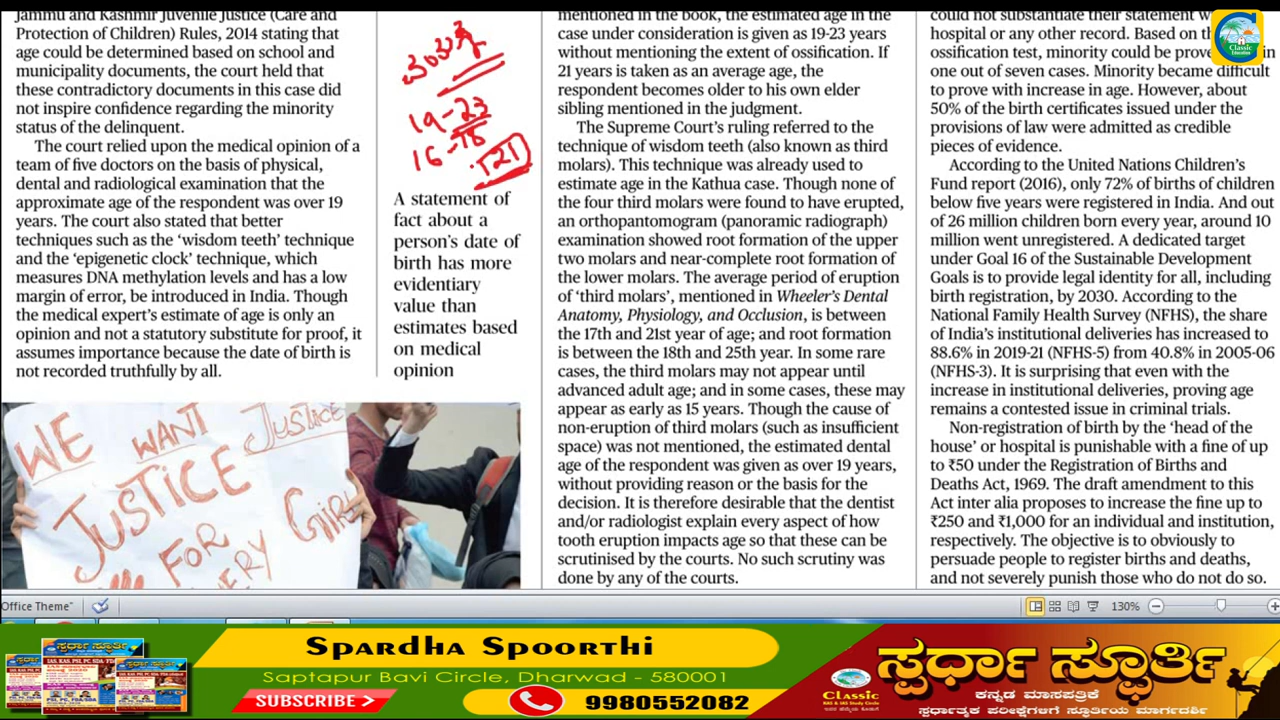 Jammu and Kashmir Juvenile Justice (Care and
Protection of Children) Rules, 2014 stating that
age could be determined based on school and
municipality documents, the court held that
these contradictory documents in this case did
not inspire confidence regarding the minority
status of the delinquent.
The court relied upon the medical opinion of a
team of five doctors on the basis of physical,
dental and radiological examination that the
approximate age of the respondent was over 19
years. The court also stated that better
techniques such as the ‘wisdom teeth’ technique
and the ‘epigenetic clock’ technique, which
measures DNA methylation levels and has a low
margin of error, be introduced in India. Though
the medical expert’s estimate of age is only an
opinion and not a statutory substitute for proof, it
assumes importance because the date of birth is
not recorded truthfully by all.
19-23
16-18
21
A statement of
fact about a
person’s date of
birth has more
evidentiary
value than
estimates based
on medical
opinion
WE WANT JUSTICE
JUSTICE
FOR
GIRL
mentioned in the book, the estimated age in the
case under consideration is given as 19-23 years
without mentioning the extent of ossification. If
21 years is taken as an average age, the
respondent becomes older to his own elder
sibling mentioned in the judgment.
The Supreme Court’s ruling referred to the
technique of wisdom teeth (also known as third
molars). This technique was already used to
estimate age in the Kathua case. Though none of
the four third molars were found to have erupted,
an orthopantomogram (panoramic radiograph)
examination showed root formation of the upper
two molars and near-complete root formation of
the lower molars. The average period of eruption
of ‘third molars’, mentioned in Wheeler’s Dental
Anatomy, Physiology, and Occlusion, is between
the 17th and 21st year of age; and root formation
is between the 18th and 25th year. In some rare
cases, the third molars may not appear until
advanced adult age; and in some cases, these may
appear as early as 15 years. Though the cause of
non-eruption of third molars (such as insufficient
space) was not mentioned, the estimated dental
age of the respondent was given as over 19 years,
without providing reason or the basis for the
decision. It is therefore desirable that the dentist
and/or radiologist explain every aspect of how
tooth eruption impacts age so that these can be
scrutinised by the courts. No such scrutiny was
done by any of the courts.
could not substantiate their statement w
hospital or any other record. Based on th
ossification test, minority could be prove in
one out of seven cases. Minority became difficult
to prove with increase in age. However, about
50% of the birth certificates issued under the
provisions of law were admitted as credible
pieces of evidence.
According to the United Nations Children’s
Fund report (2016), only 72% of births of children
below five years were registered in India. And out
of 26 million children born every year, around 10
million went unregistered. A dedicated target
under Goal 16 of the Sustainable Development
Goals is to provide legal identity for all, including
birth registration, by 2030. According to the
National Family Health Survey (NFHS), the share
of India’s institutional deliveries has increased to
88.6% in 2019-21 (NFHS-5) from 40.8% in 2005-06
(NFHS-3). It is surprising that even with the
increase in institutional deliveries, proving age
remains a contested issue in criminal trials.
Non-registration of birth by the ‘head of the
house’ or hospital is punishable with a fine of up
to ₹50 under the Registration of Births and
Deaths Act, 1969. The draft amendment to this
Act inter alia proposes to increase the fine up to
₹250 and ₹1,000 for an individual and institution,
respectively. The objective is to obviously to
persuade people to register births and deaths,
and not severely punish those who do not do so.
Classic
Education
Office Theme"
130%
Spardha Spoorthi
Saptapur Bavi Circle, Dharwad - 580001
SUBSCRIBE
9980552082
Classic
KAS & IAS Study Circle
ಸ್ಪರ್ಧಾ ಸ್ಫೂರ್ತಿ
ಕನ್ನಡ ಮಾಸಪತ್ರಿಕೆ
ಸ್ಪರ್ಧಾತ್ಮಕ ಪರೀಕ್ಷೆಗಳಿಗೆ ಸ್ಫೂರ್ತಿಯ ಮಾರ್ಗದರ್ಶಿ